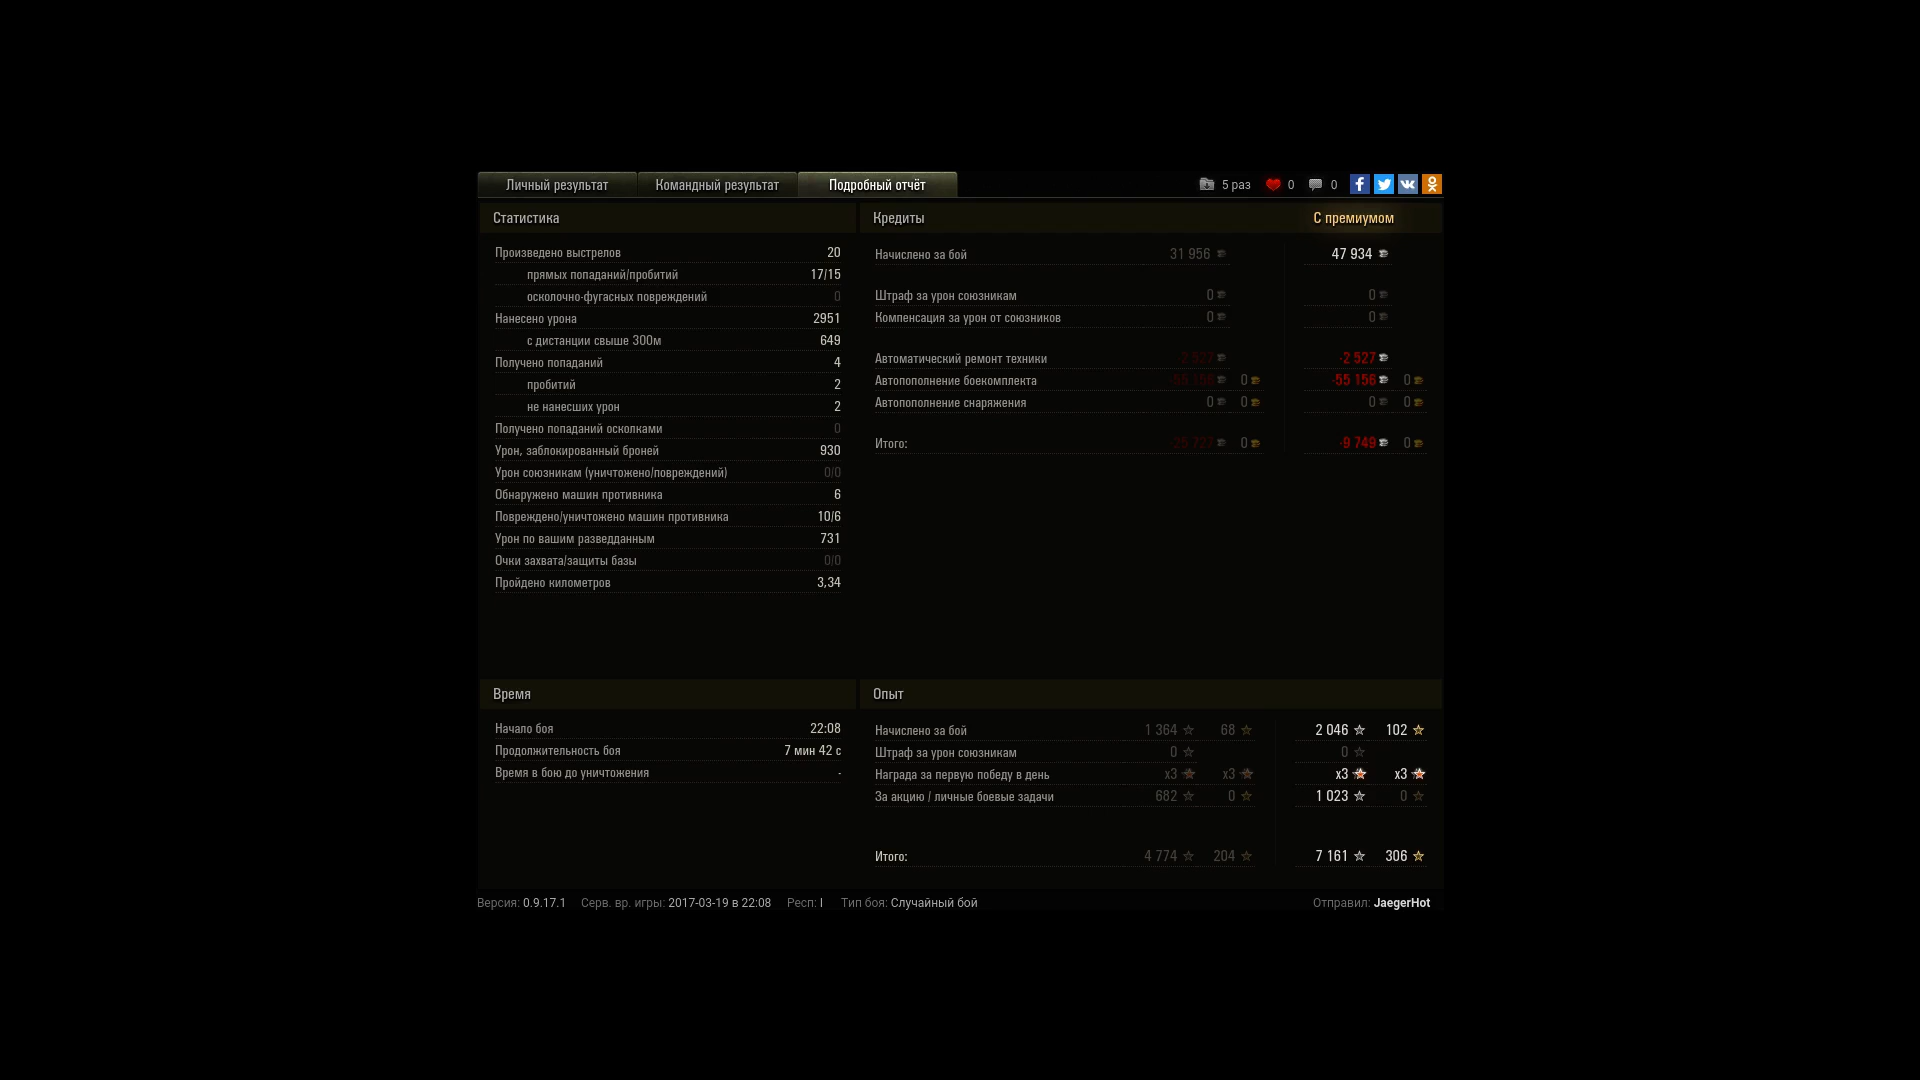 Личный результат Командный результат Подробный отчёт 5 раз 0 0
Статистика
Произведено выстрелов 20
прямых попаданий/пробитий 17/15
осколочно-фугасных повреждений 0
Нанесено урона 2951
с дистанции свыше 300м 649
Получено попаданий 4
пробитий 2
не нанесших урон 2
Получено попаданий осколками 0
Урон, заблокированный броней 930
Урон союзникам (уничтожено/повреждений) 0/0
Обнаружено машин противника 6
Повреждено/уничтожено машин противника 10/6
Урон по вашим разведданным 731
Очки захвата/защиты базы 0/0
Пройдено километров 3,34
Кредиты С премиумом
Начислено за бой 31 956 47 934
Штраф за урон союзникам 0 0
Компенсация за урон от союзников 0 0
Автоматический ремонт техники -2 527 -2 527
Автопополнение боекомплекта -55 156 0 -55 156 0
Автопополнение снаряжения 0 0 0 0
Итого: -25 727 0 -9 749 0
Время
Начало боя 22:08
Продолжительность боя 7 мин 42 с
Время в бою до уничтожения -
Опыт
Начислено за бой 1 364 68 2 046 102
Штраф за урон союзникам 0 0
Награда за первую победу в день x3 x3 x3 x3
За акцию / личные боевые задачи 682 0 1 023 0
Итого: 4 774 204 7 161 306
Версия: 0.9.17.1 Серв. вр. игры: 2017-03-19 в 22:08 Респ: I Тип боя: Случайный бой Отправил: JaegerHot